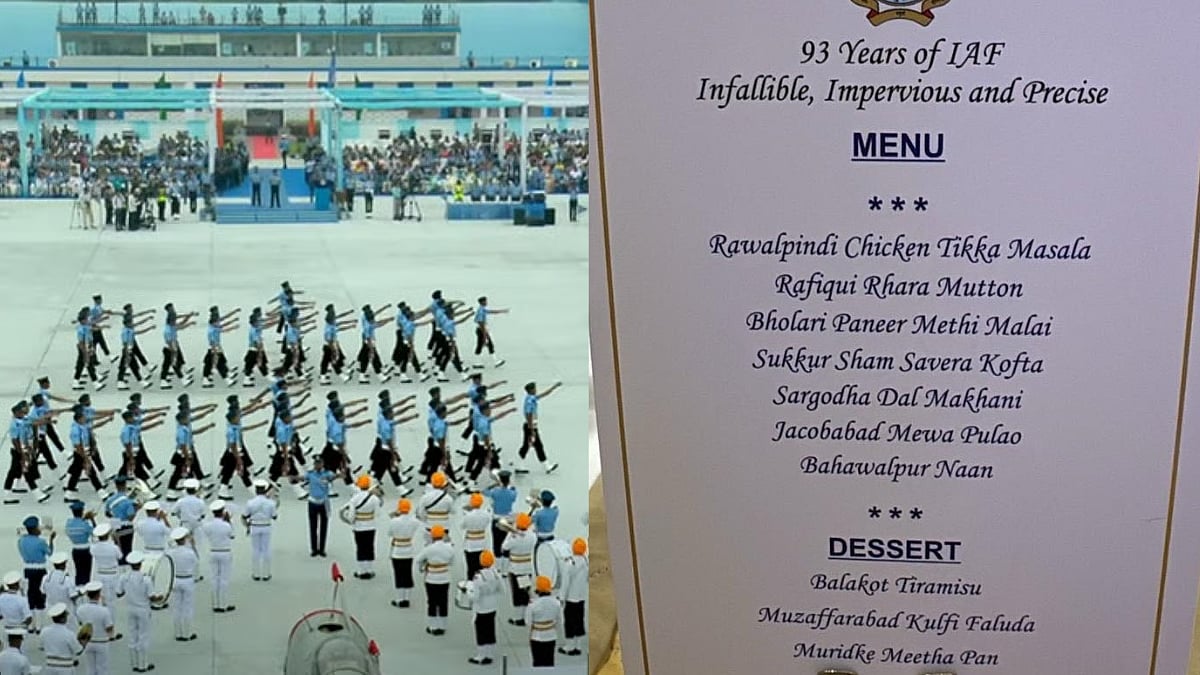 93 Years of IAF
Infallible, Impervious and Precise
MENU
***
Rawalpindi Chicken Tikka Masala
Rafiqui Rhara Mutton
Bholari Paneer Methi Malai
Sukkur Sham Savera Kofta
Sargodha Dal Makhani
Jacobabad Mewa Pulao
Bahawalpur Naan
***
DESSERT
Balakot Tiramisu
Muzaffarabad Kulfi Faluda
Muridke Meetha Pan